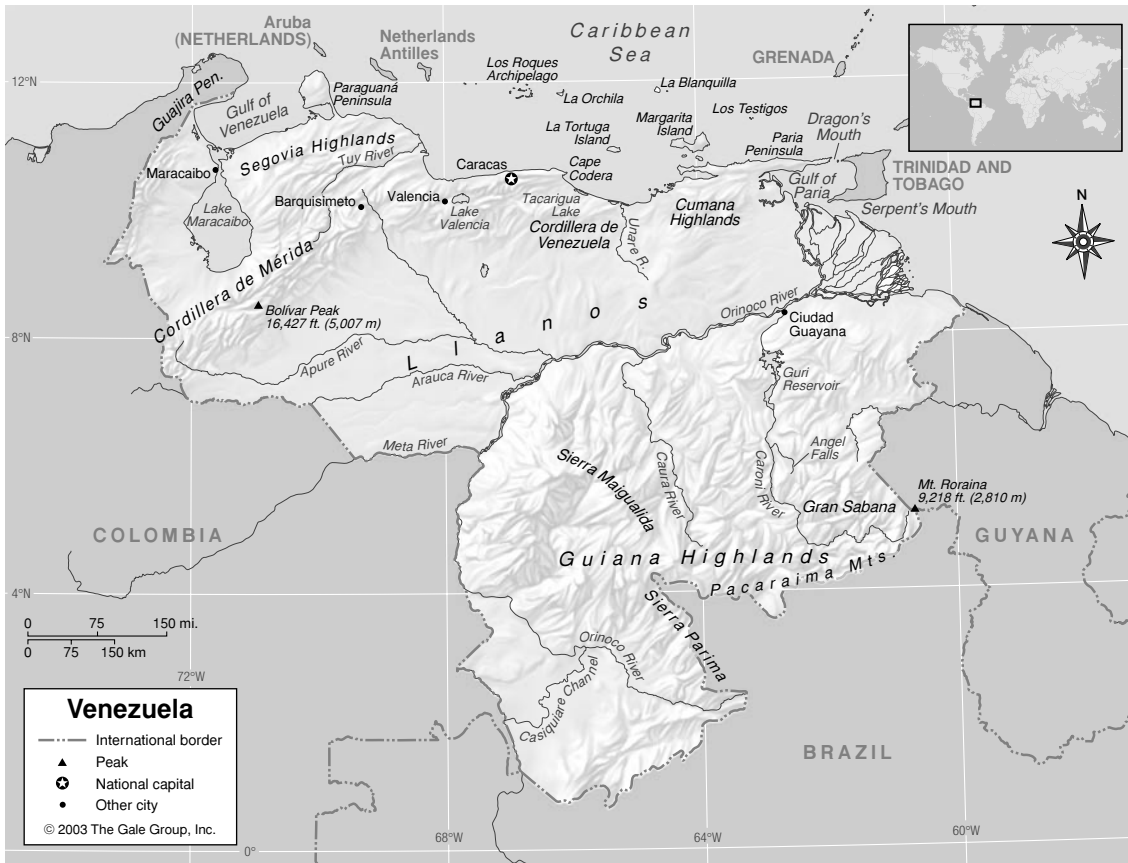 Aruba
(NETHERLANDS)
Netherlands
Antilles
Caribbean
Sea
GRENADA
12°N
Guajira Pen.
Gulf of
Venezuela
Paraguaná
Peninsula
Los Roques
Archipelago
La Orchila
La Blanquilla
Los Testigos
La Tortuga
Island
Margarita
Island
Paria
Peninsula
Dragon's
Mouth
TRINIDAD AND
TOBAGO
Gulf of
Paria
Serpent's Mouth
N
Segovia Highlands
Tuy River
Maracaibo
Caracas
Cape
Codera
Barquisimeto
Valencia
Lake
Maracaibo
Lake
Valencia
Tacarigua
Lake
Cordillera de
Venezuela
Unare R.
Cumana
Highlands
Cordillera de Mérida
Bolívar Peak
16,427 ft. (5,007 m)
Llanos
Orinoco River
Ciudad
Guayana
8°N
Apure River
Arauca River
Guri
Reservoir
Meta River
Angel
Falls
Sierra Maigualida
Caura River
Caroni River
Mt. Roraina
9,218 ft. (2,810 m)
Gran Sabana
COLOMBIA
GUYANA
Guiana Highlands
Pacaraima Mts.
4°N
0 75 150 mi.
0 75 150 km
Sierra Parima
Orinoco River
Casiquiare Channel
72°W
BRAZIL
Venezuela
International border
Peak
National capital
Other city
© 2003 The Gale Group, Inc.
68°W
64°W
60°W
0°